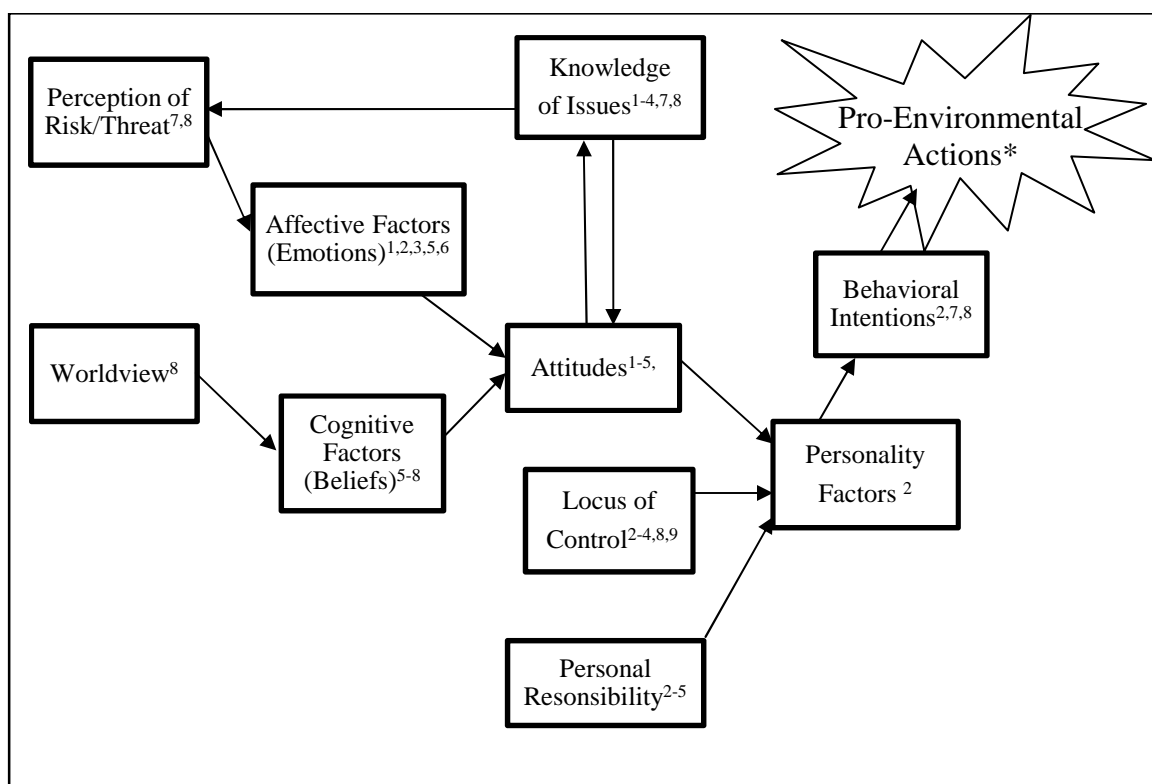 Perception of
Risk/Threat7,8
Knowledge
of Issues1-4,7,8
Pro-Environmental
Actions*
Affective Factors
(Emotions)1,2,3,5,6
Behavioral
Intentions2,7,8
Worldview8
Attitudes1-5,
Cognitive
Factors
(Beliefs)5-8
Personality
Factors 2
Locus of
Control2-4,8,9
Personal
Resonsibility2-5